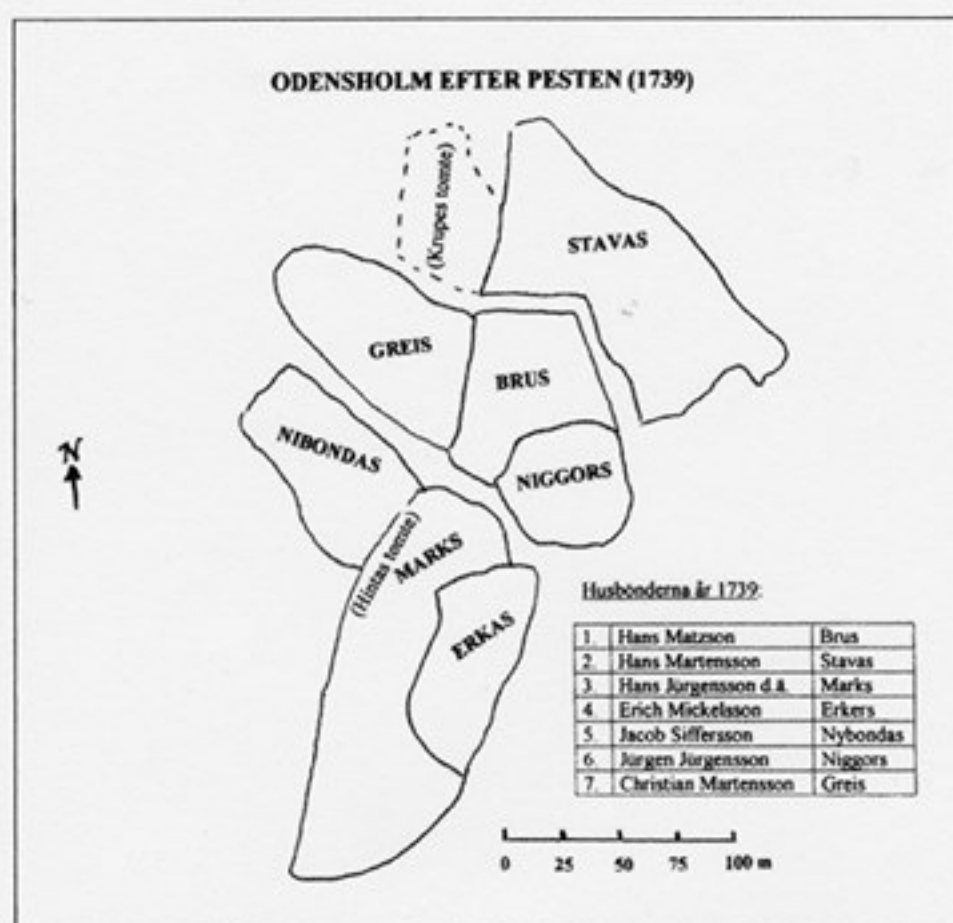 ODENSHOLM EFTER PESTEN (1739)
(Krupes tomte)
STAVAS
GREIS
BRUS
NIBONDAS
NIGGORS
N
(Hintas tomte)
MARKS
ERKAS
Husbönderna år 1739:
1. Hans Matzson Brus
2. Hans Martensson Stavas
3. Hans Jürgensson d.ä. Marks
4. Erich Mickelsson Erkers
5. Jacob Siffersson Nybondas
6. Jürgen Jürgensson Niggors
7. Christian Martensson Greis
0 25 50 75 100 m